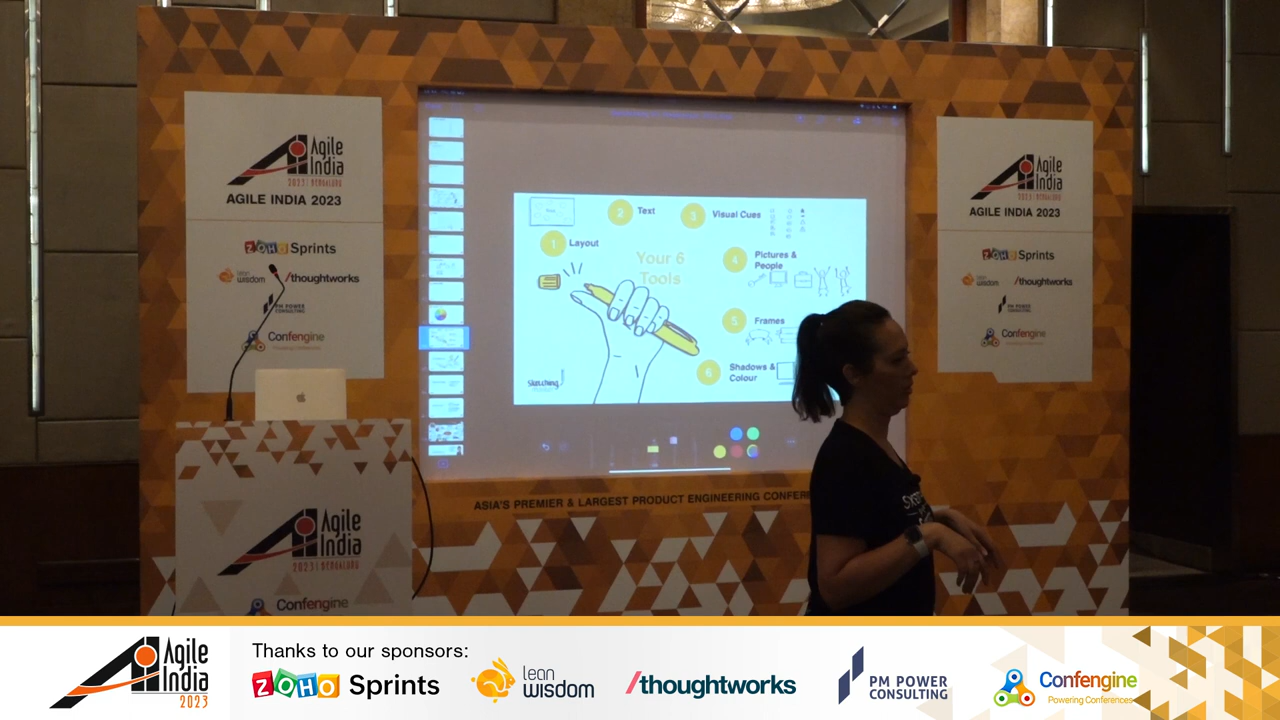 Agile
India
2023 | BENGALURU
AGILE INDIA 2023
ZOHO Sprints
lean
wisdom
/thoughtworks
PM POWER
CONSULTING
Confengine
2
Text
3
Visual Cues
1
Layout
Your 6
Tools
4
Pictures &
People
5
Frames
6
Shadows &
Colour
Sketching
Agile
India
2023 | BENGALURU
AGILE INDIA 2023
ZOHO Sprints
lean
wisdom
/thoughtworks
PM POWER
CONSULTING
Confengine
ASIA'S PREMIER & LARGEST PRODUCT ENGINEERING CONFER
Agile
India
2023 | BENGALURU
Confengine
Agile
India
2023
Thanks to our sponsors:
ZOHO Sprints
lean
wisdom
/thoughtworks
PM POWER
CONSULTING
Confengine
Powering Conferences